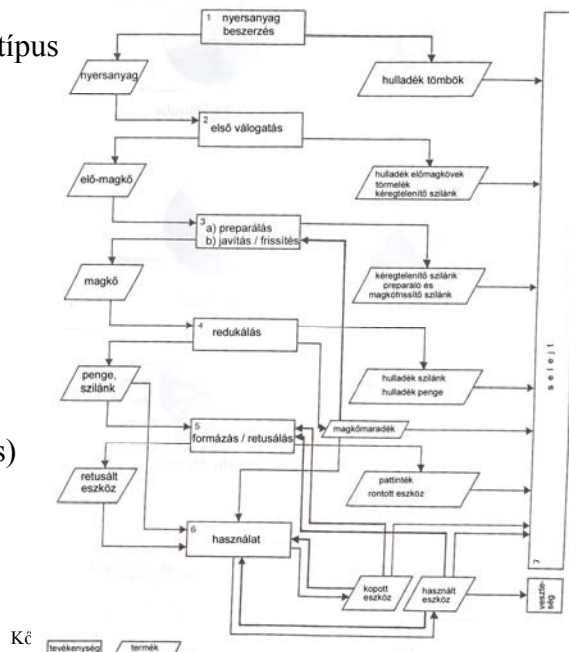 típus
1 nyersanyag
beszerzés
nyersanyag
hulladék tömbök
2
első válogatás
elő-magkő
hulladék előmagkövek
törmelék
kéregtelenítő szilánk
3
a) preparálás
b) javítás / frissítés
magkő
kéregtelenítő szilánk
preparáló és
magkőfrissítő szilánk
4
redukálás
penge,
szilánk
hulladék szilánk
hulladék penge
5
formázás / retusálás
magkőmaradék
s)
retusált
eszköz
pattinték
rontott eszköz
6
használat
kopott
eszköz
használt
eszköz
7
selejt
veszte-
ség
Kő
tevékenység
termék